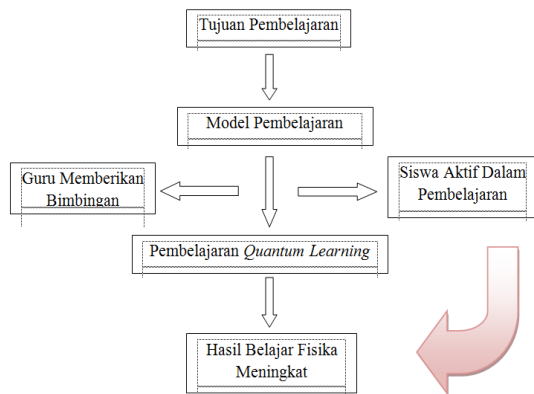 Tujuan Pembelajaran
Model Pembelajaran
Guru Memberikan
Bimbingan
Siswa Aktif Dalam
Pembelajaran
Pembelajaran Quantum Learning
Hasil Belajar Fisika
Meningkat